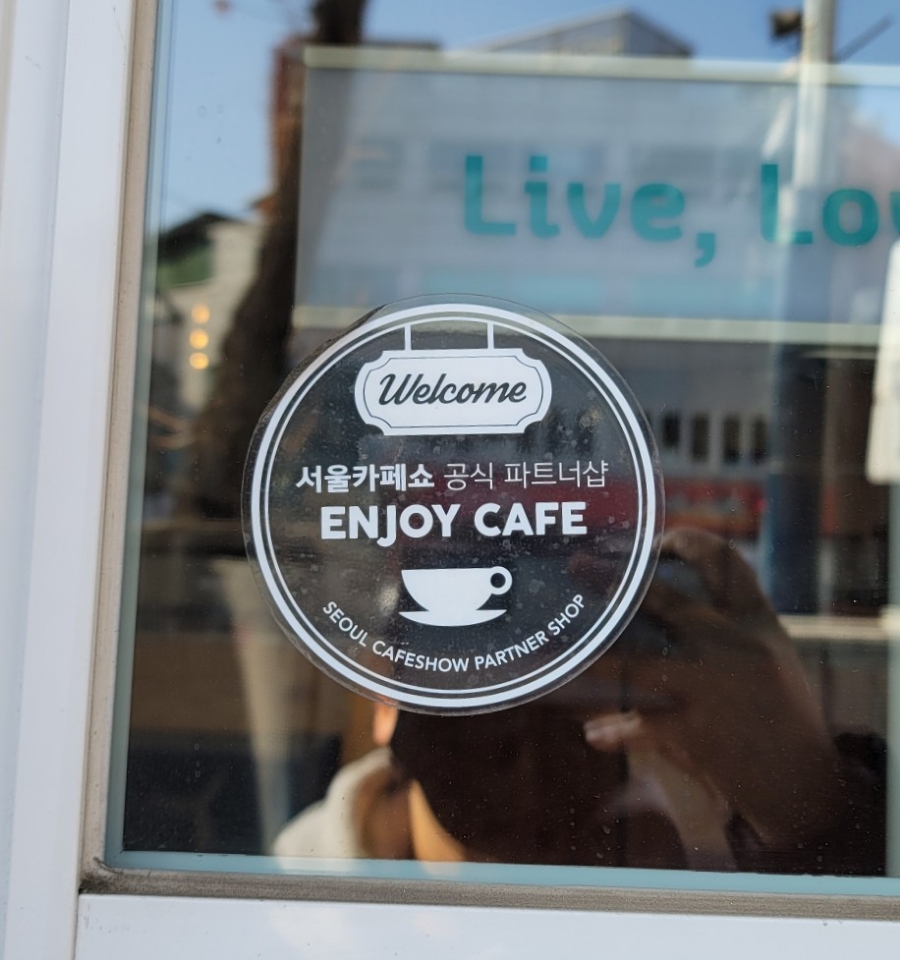 Live, Lov
Welcome
서울카페쇼 공식 파트너샵
ENJOY CAFE
SEOUL CAFESHOW PARTNER SHOP